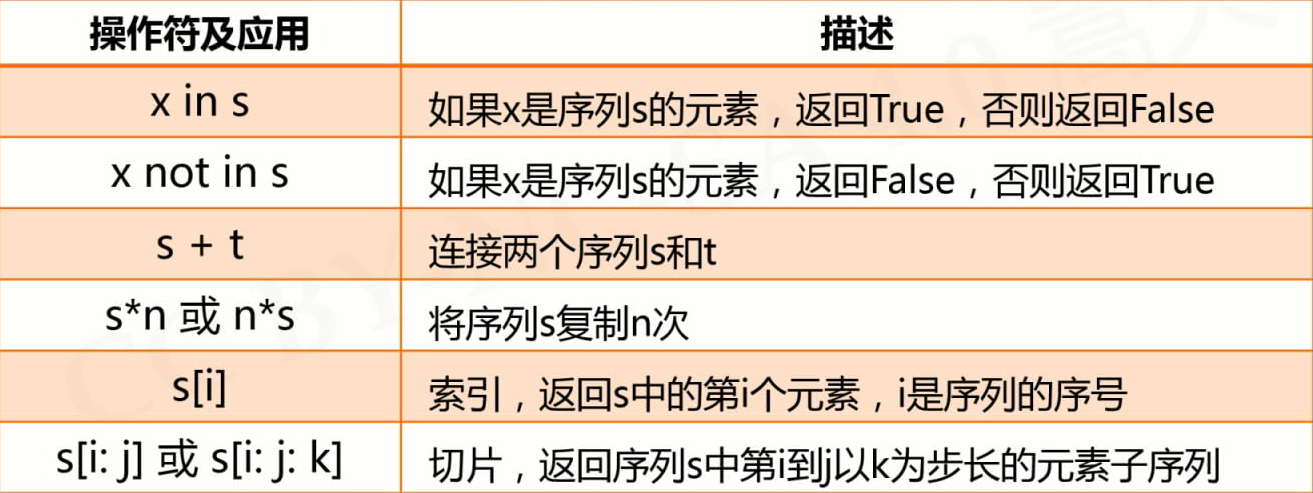 操作符及应用 描述
x in s 如果x是序列s的元素，返回True，否则返回False
x not in s 如果x是序列s的元素，返回False，否则返回True
s + t 连接两个序列s和t
s*n 或 n*s 将序列s复制n次
s[i] 索引，返回s中的第i个元素，i是序列的序号
s[i: j] 或 s[i: j: k] 切片，返回序列s中第i到j以k为步长的元素子序列